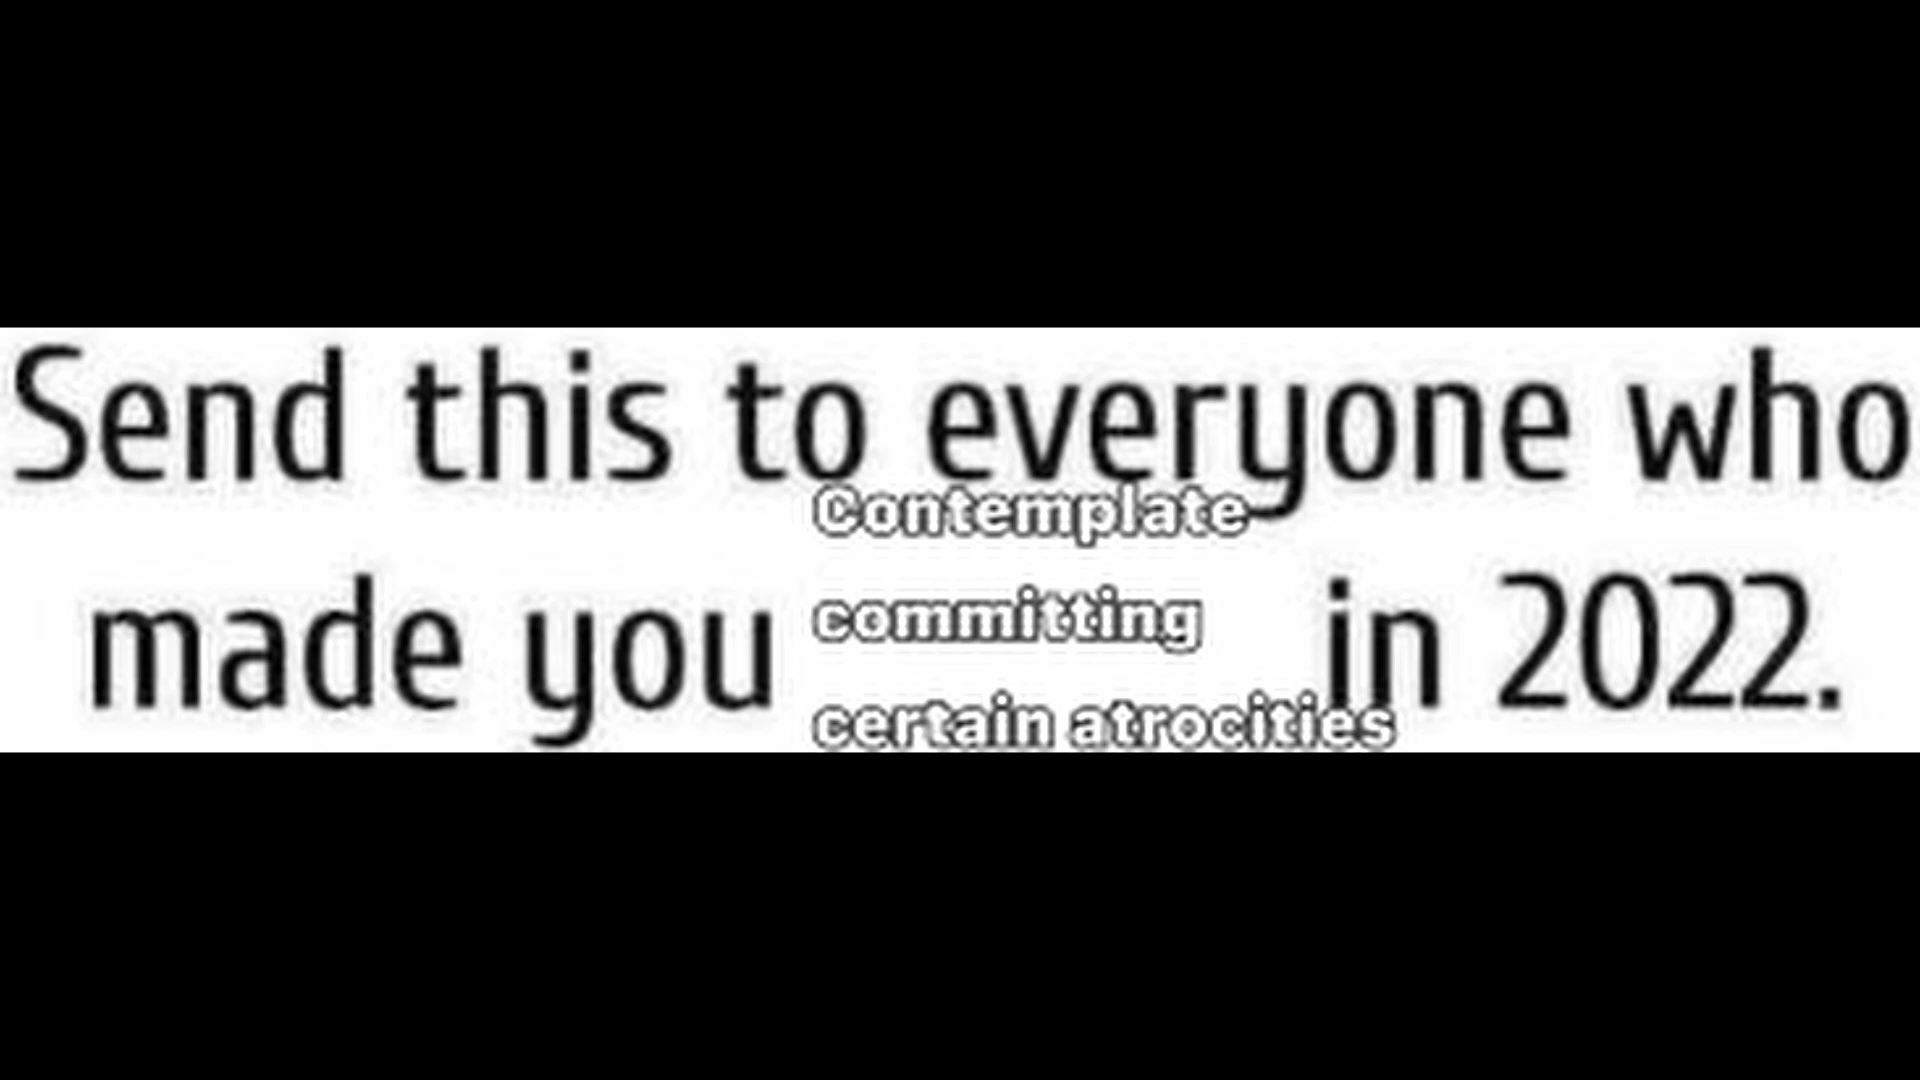 Send this to everyone who
made you Contemplate
committing
certain atrocities in 2022.